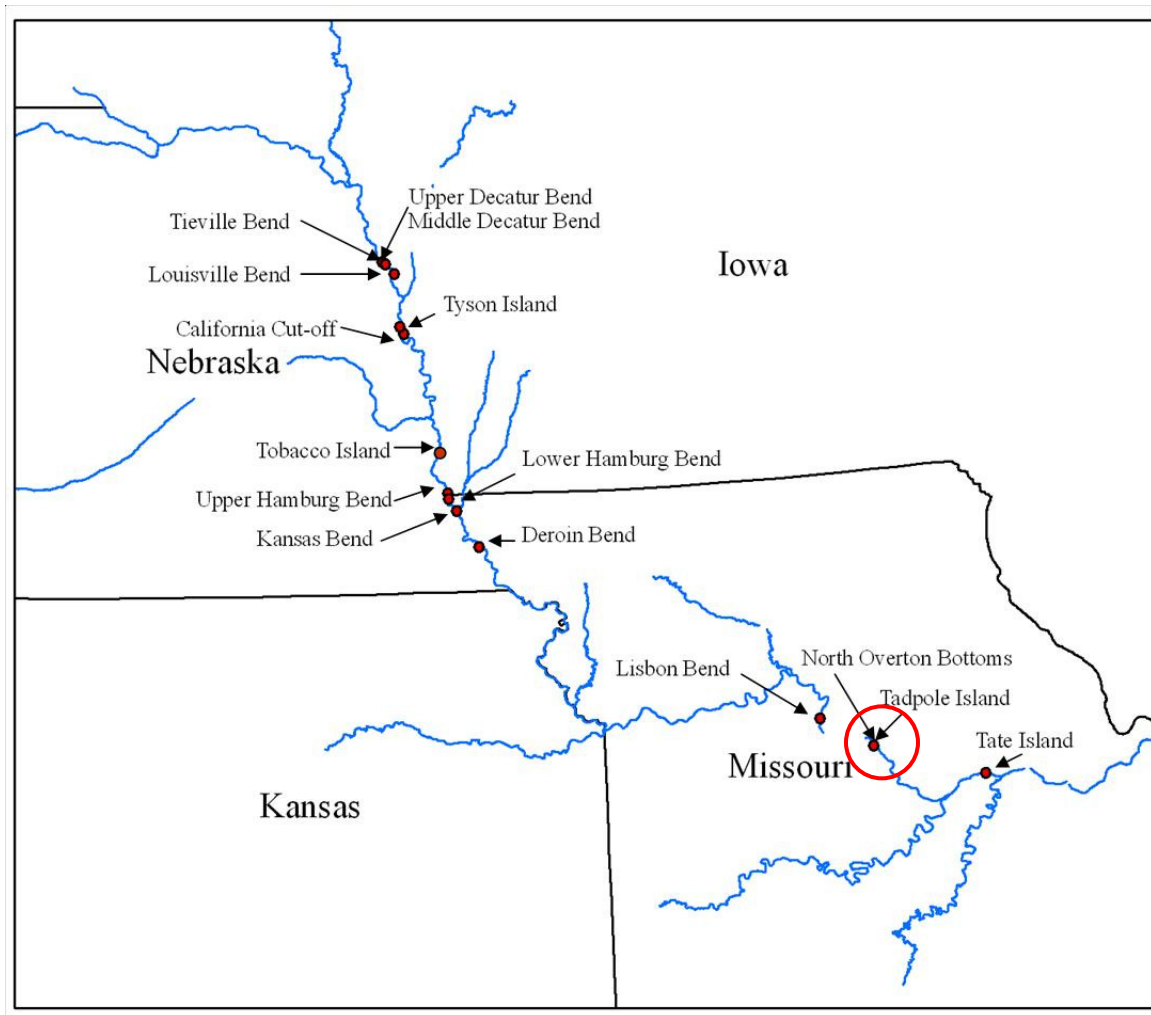 Upper Decatur Bend
Middle Decatur Bend
Tieville Bend
Louisville Bend
Iowa
Tyson Island
California Cut-off
Nebraska
Tobacco Island
Lower Hamburg Bend
Upper Hamburg Bend
Kansas Bend
Deroin Bend
North Overton Bottoms
Lisbon Bend
Tadpole Island
Tate Island
Missouri
Kansas